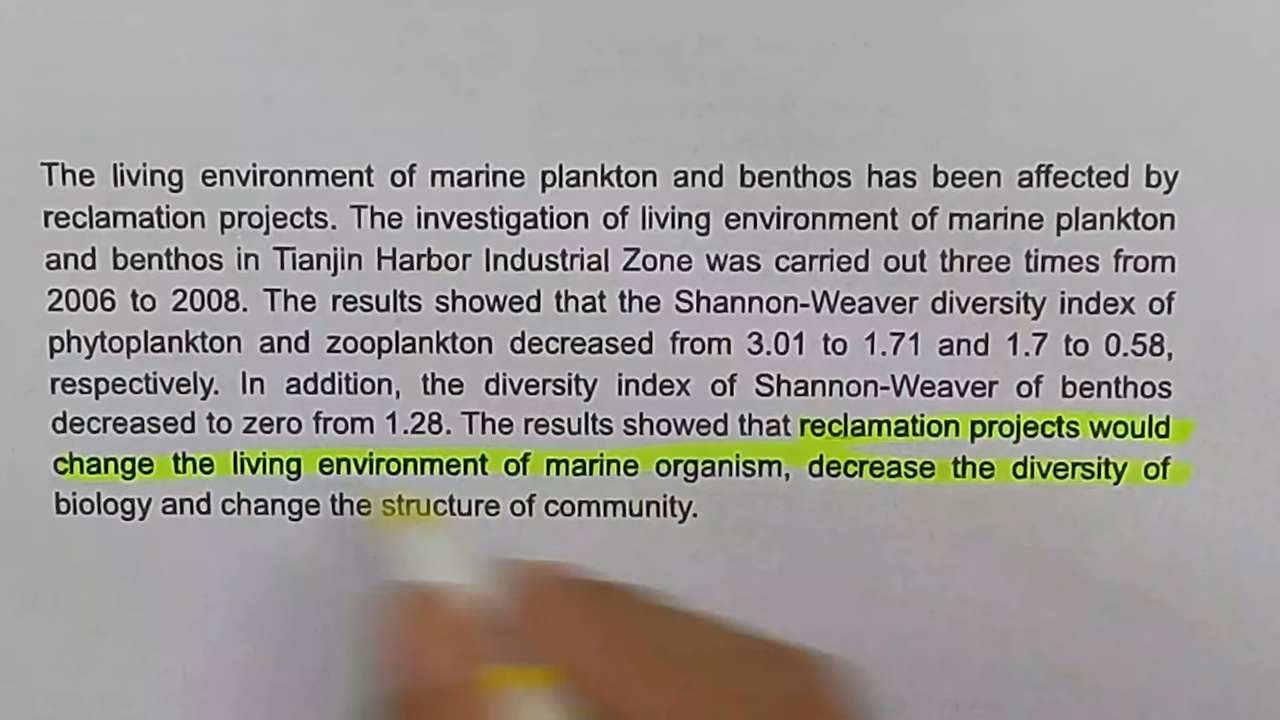 The living environment of marine plankton and benthos has been affected by
reclamation projects. The investigation of living environment of marine plankton
and benthos in Tianjin Harbor Industrial Zone was carried out three times from
2006 to 2008. The results showed that the Shannon-Weaver diversity index of
phytoplankton and zooplankton decreased from 3.01 to 1.71 and 1.7 to 0.58,
respectively. In addition, the diversity index of Shannon-Weaver of benthos
decreased to zero from 1.28. The results showed that reclamation projects would
change the living environment of marine organism, decrease the diversity of
biology and change the structure of community.